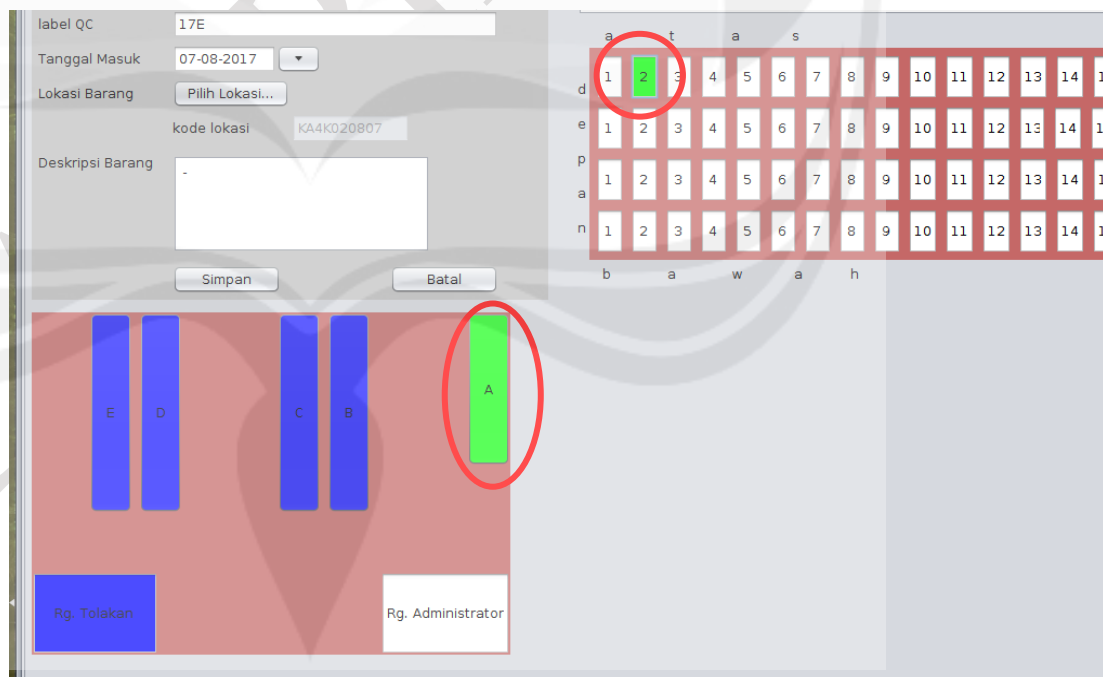 label QC 17E
Tanggal Masuk 07-08-2017
Lokasi Barang Pilih Lokasi...
kode lokasi KA4K020807
Deskripsi Barang -
Simpan Batal
a t a s
d 1 2 3 4 5 6 7 8 9 10 11 12 13 14
e 1 2 3 4 5 6 7 8 9 10 11 12 13 14
p
a 1 2 3 4 5 6 7 8 9 10 11 12 13 14
n 1 2 3 4 5 6 7 8 9 10 11 12 13 14
b a w a h
A
E D C B
Rg. Tolakan Rg. Administrator